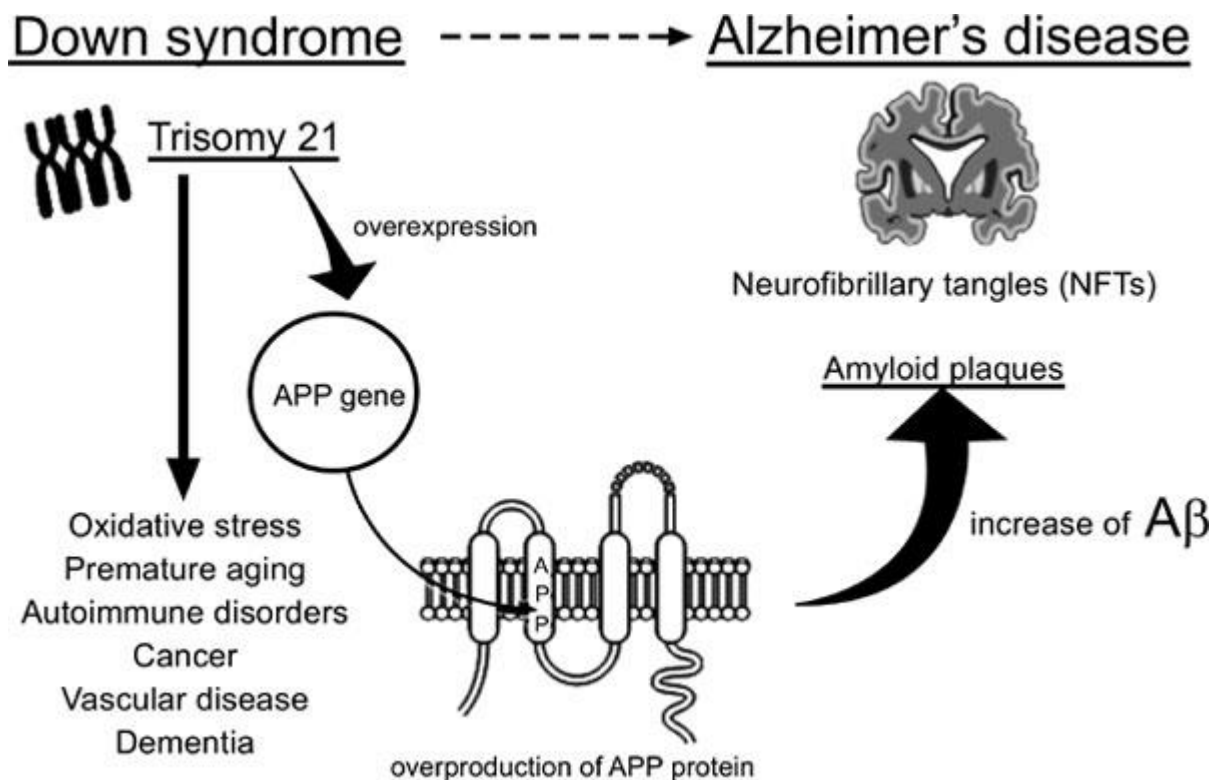 Down syndrome
Alzheimer's disease
Trisomy 21
overexpression
Neurofibrillary tangles (NFTs)
APP gene
Amyloid plaques
Oxidative stress
Premature aging
Autoimmune disorders
Cancer
Vascular disease
Dementia
A
P
P
increase of Aβ
overproduction of APP protein